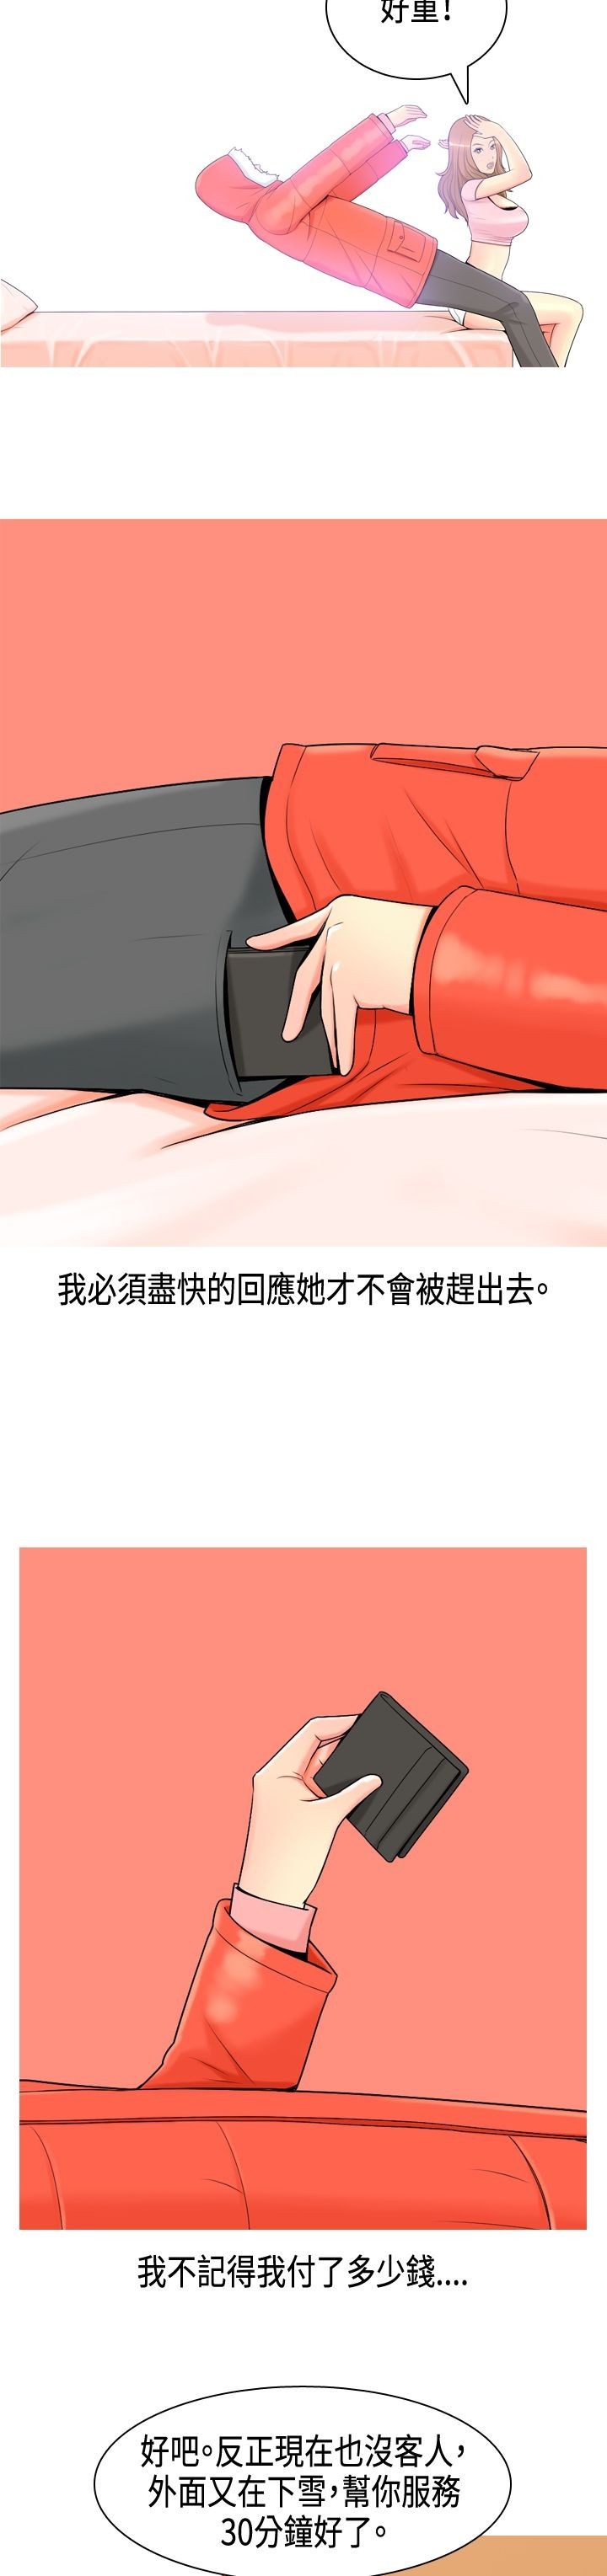 好重!
我必須盡快的回應她才不會被趕出去。
我不記得我付了多少錢....
好吧。反正現在也沒客人,
外面又在下雪,幫你服務
30分鐘好了。